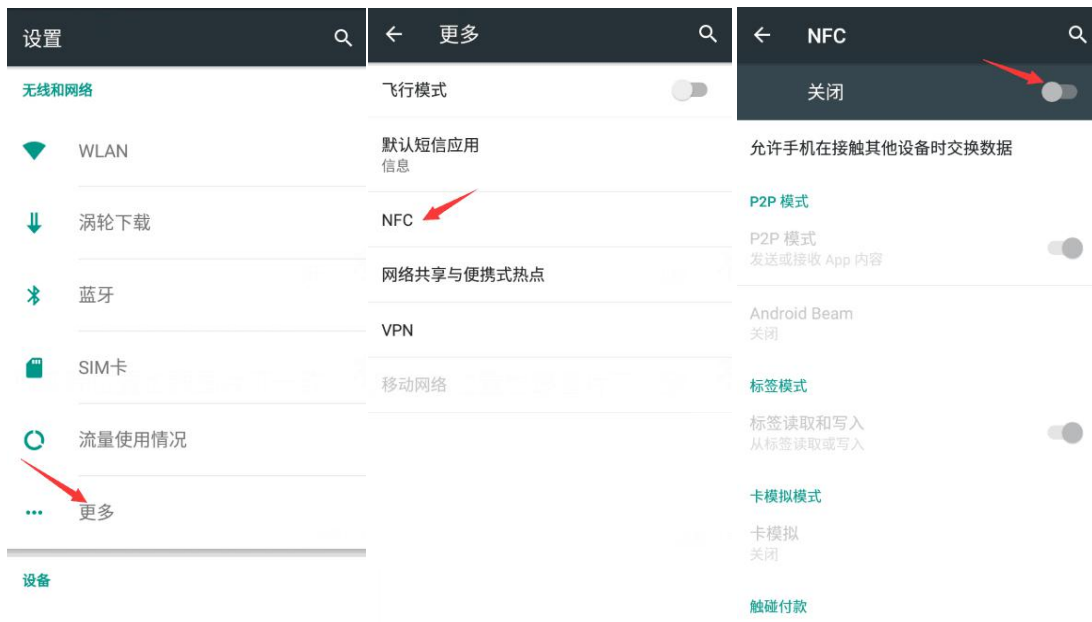 设置
无线和网络
WLAN
涡轮下载
蓝牙
SIM卡
流量使用情况
更多
设备
更多
飞行模式
默认短信应用
信息
NFC
网络共享与便携式热点
VPN
移动网络
NFC
关闭
允许手机在接触其他设备时交换数据
P2P 模式
P2P 模式
发送或接收 App 内容
Android Beam
关闭
标签模式
标签读取和写入
从标签读取或写入
卡模拟模式
卡模拟
关闭
触碰付款